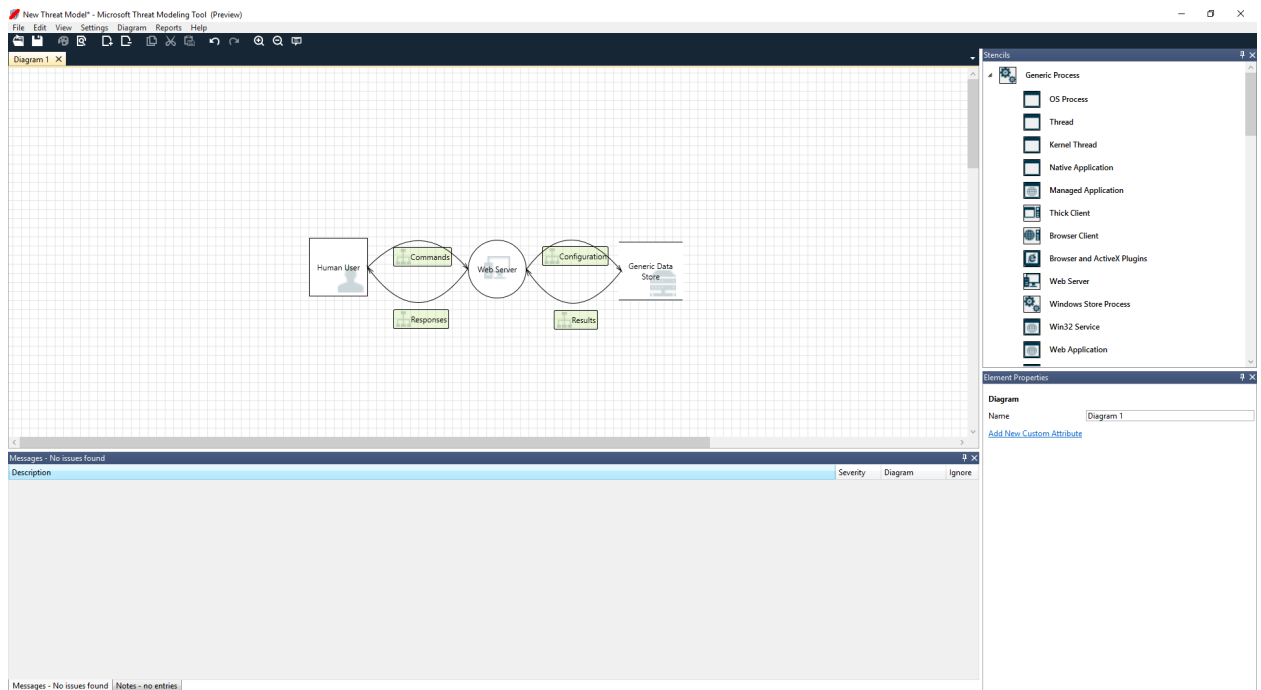 New Threat Model* - Microsoft Threat Modeling Tool (Preview)
File Edit View Settings Diagram Reports Help
Diagram 1
Stencils
Generic Process
OS Process
Thread
Kernel Thread
Native Application
Managed Application
Thick Client
Browser Client
Browser and ActiveX Plugins
Web Server
Windows Store Process
Win32 Service
Web Application
Human User
Commands
Responses
Web Server
Configuration
Results
Generic Data
Store
Element Properties
Diagram
Name Diagram 1
Add New Custom Attribute
Messages - No issues found
Description Severity Diagram Ignore
Messages - No issues found Notes - no entries